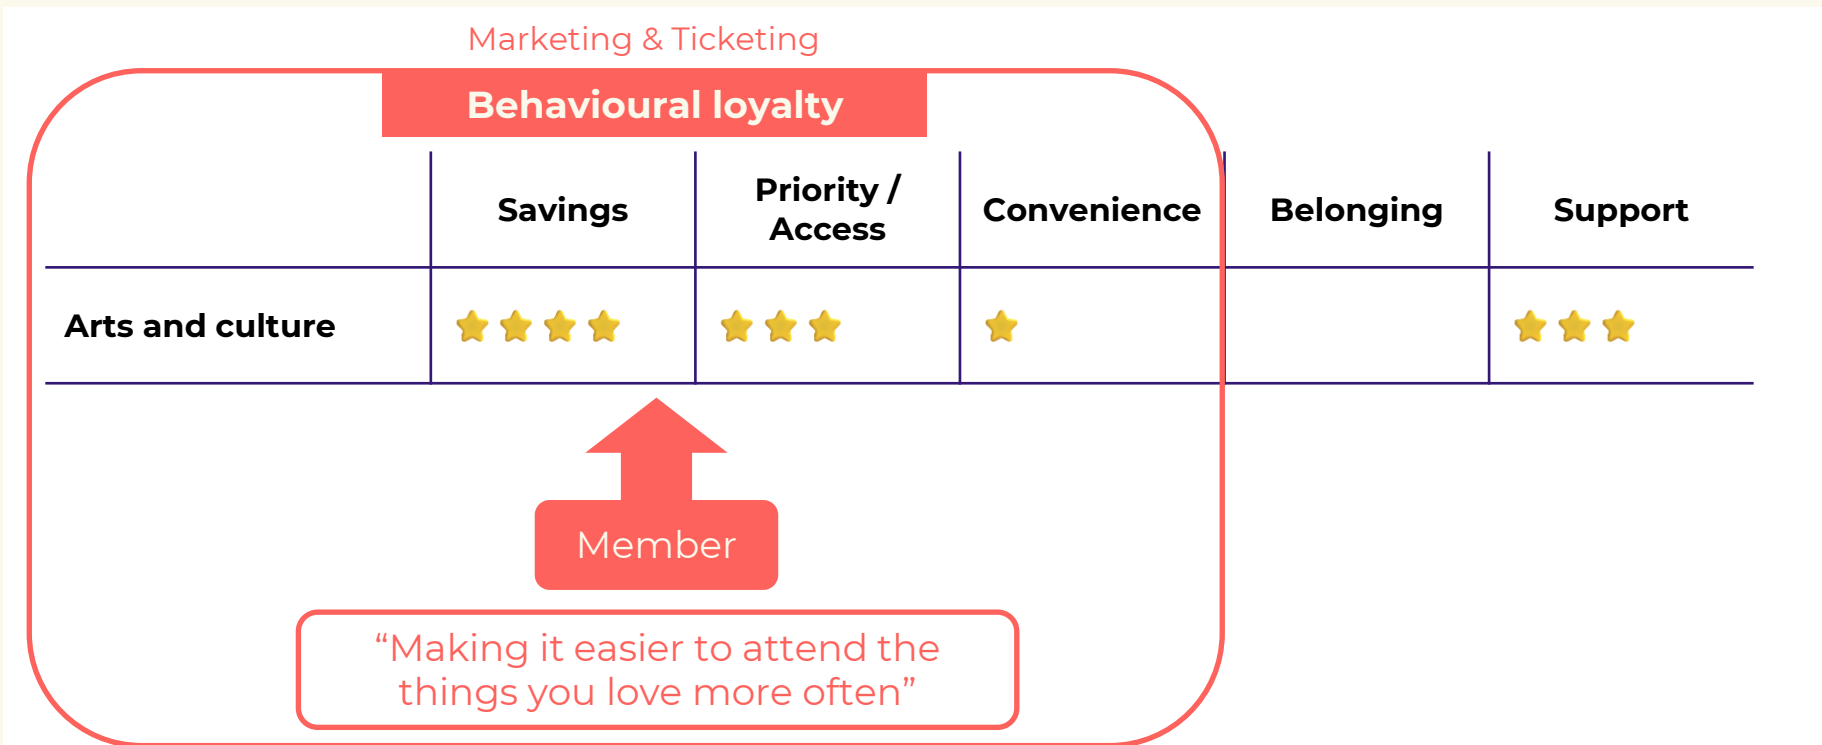 Marketing & Ticketing
Behavioural loyalty
Savings
Priority /
Access
Convenience
Belonging
Support
Arts and culture
Member
“Making it easier to attend the
things you love more often”